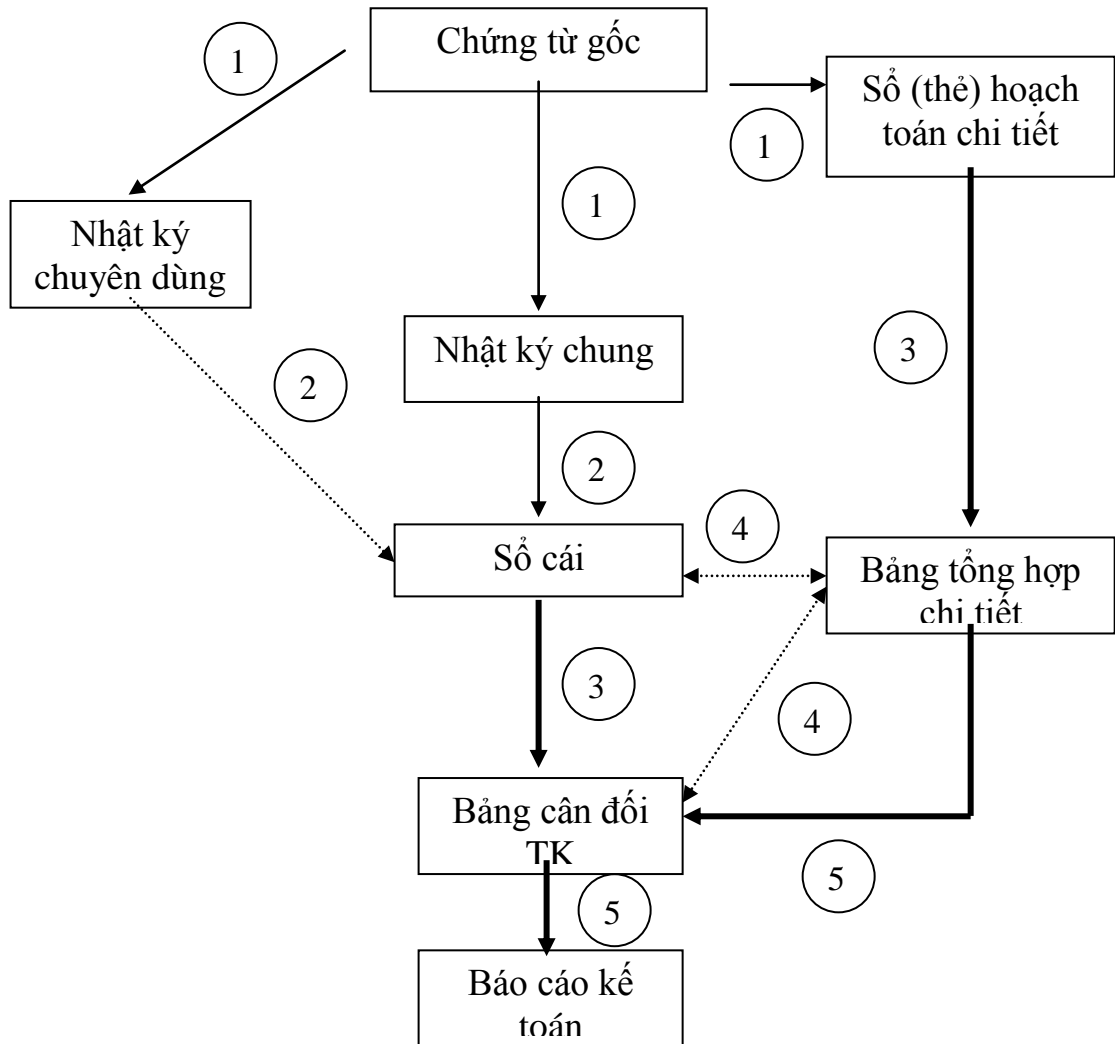 Chứng từ gốc
1
Sổ (thẻ) hoạch
toán chi tiết
1
1
Nhật ký
chuyên dùng
Nhật ký chung
3
2
2
Sổ cái
4
Bảng tổng hợp
chi tiết
3
4
Bảng cân đối
TK
5
5
Báo cáo kế
toán